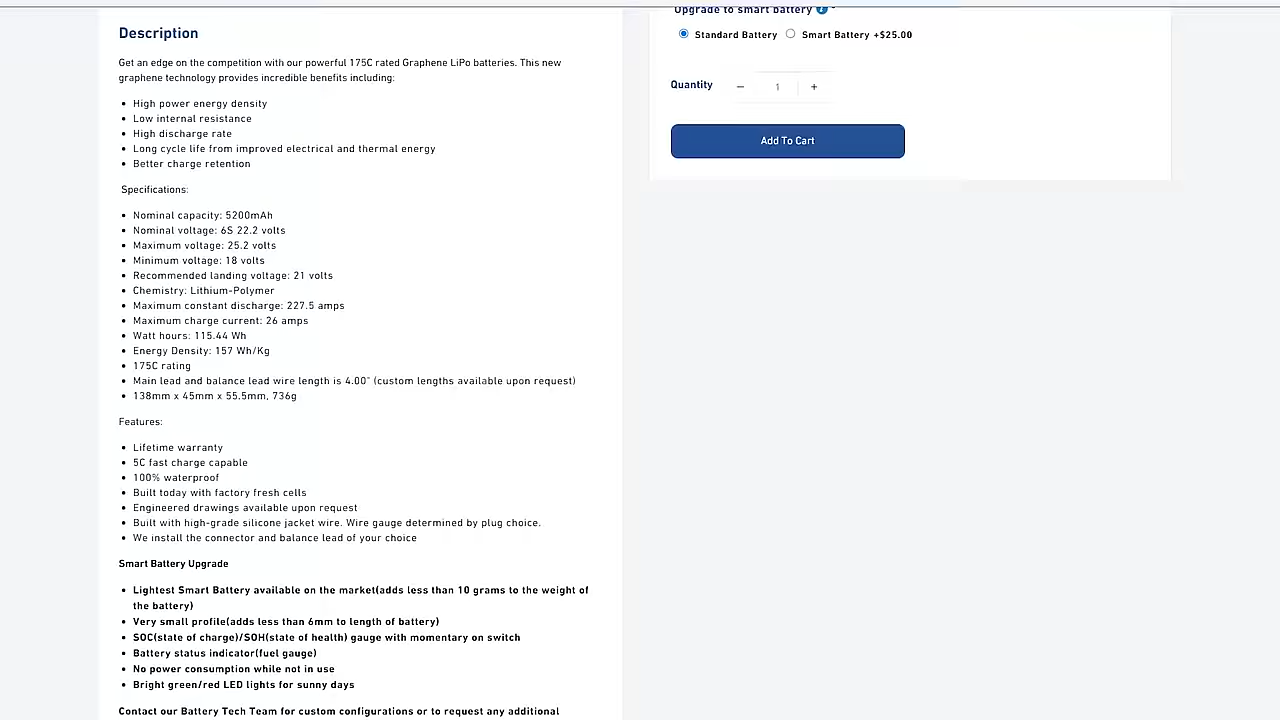 Description
Get an edge on the competition with our powerful 175C rated Graphene LiPo batteries. This new
graphene technology provides incredible benefits including:
High power energy density
Low internal resistance
High discharge rate
Long cycle life from improved electrical and thermal energy
Better charge retention
Specifications:
Nominal capacity: 5200mAh
Nominal voltage: 6S 22.2 volts
Maximum voltage: 25.2 volts
Minimum voltage: 18 volts
Recommended landing voltage: 21 volts
Chemistry: Lithium-Polymer
Maximum constant discharge: 227.5 amps
Maximum charge current: 26 amps
Watt hours: 115.44 Wh
Energy Density: 157 Wh/Kg
175C rating
Main lead and balance lead wire length is 4.00" (custom lengths available upon request)
138mm x 45mm x 55.5mm, 736g
Features:
Lifetime warranty
5C fast charge capable
100% waterproof
Built today with factory fresh cells
Engineered drawings available upon request
Built with high-grade silicone jacket wire. Wire gauge determined by plug choice.
We install the connector and balance lead of your choice
Smart Battery Upgrade
Lightest Smart Battery available on the market(adds less than 10 grams to the weight of
the battery)
Very small profile(adds less than 6mm to length of battery)
SOC(state of charge)/SOH(state of health) gauge with momentary on switch
Battery status indicator(fuel gauge)
No power consumption while not in use
Bright green/red LED lights for sunny days
Contact our Battery Tech Team for custom configurations or to request any additional
Upgrade to smart battery
Standard Battery Smart Battery +$25.00
Quantity − 1 +
Add To Cart